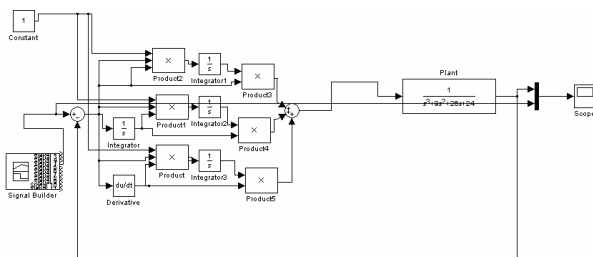 1
Constant
×
Product2
1
s
Integrator1
×
Product3
Plant
1
s³+9s²+26s+24
×
Product1
1
s
Integrator2
1
s
Integrator
×
Product4
Scope
Signal Builder
×
Product
1
s
Integrator3
du/dt
Derivative
×
Product5